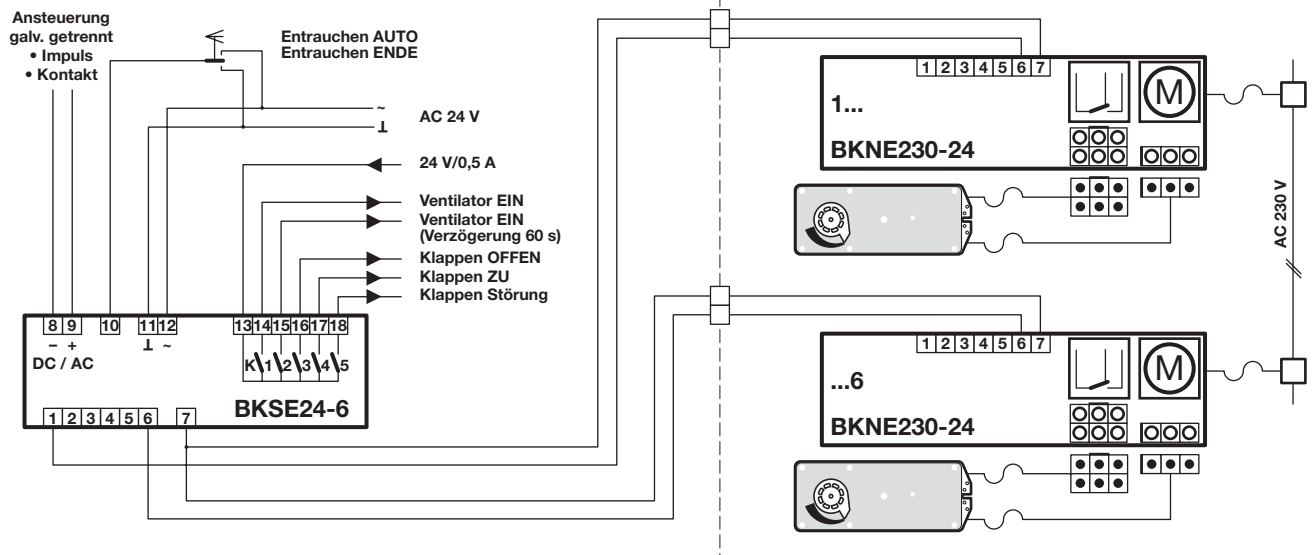 Ansteuerung
galv. getrennt
• Impuls
• Kontakt
Entrauchen AUTO
Entrauchen ENDE
~
⊥
AC 24 V
24 V/0,5 A
Ventilator EIN
Ventilator EIN
(Verzögerung 60 s)
Klappen OFFEN
Klappen ZU
Klappen Störung
8 9 10 11 12 13 14 15 16 17 18
– + ⊥ ~
DC / AC
K 1 2 3 4 5
BKSE24-6
1 2 3 4 5 6 7
1 2 3 4 5 6 7
1...
M
BKNE230-24
AC 230 V
1 2 3 4 5 6 7
...6
M
BKNE230-24